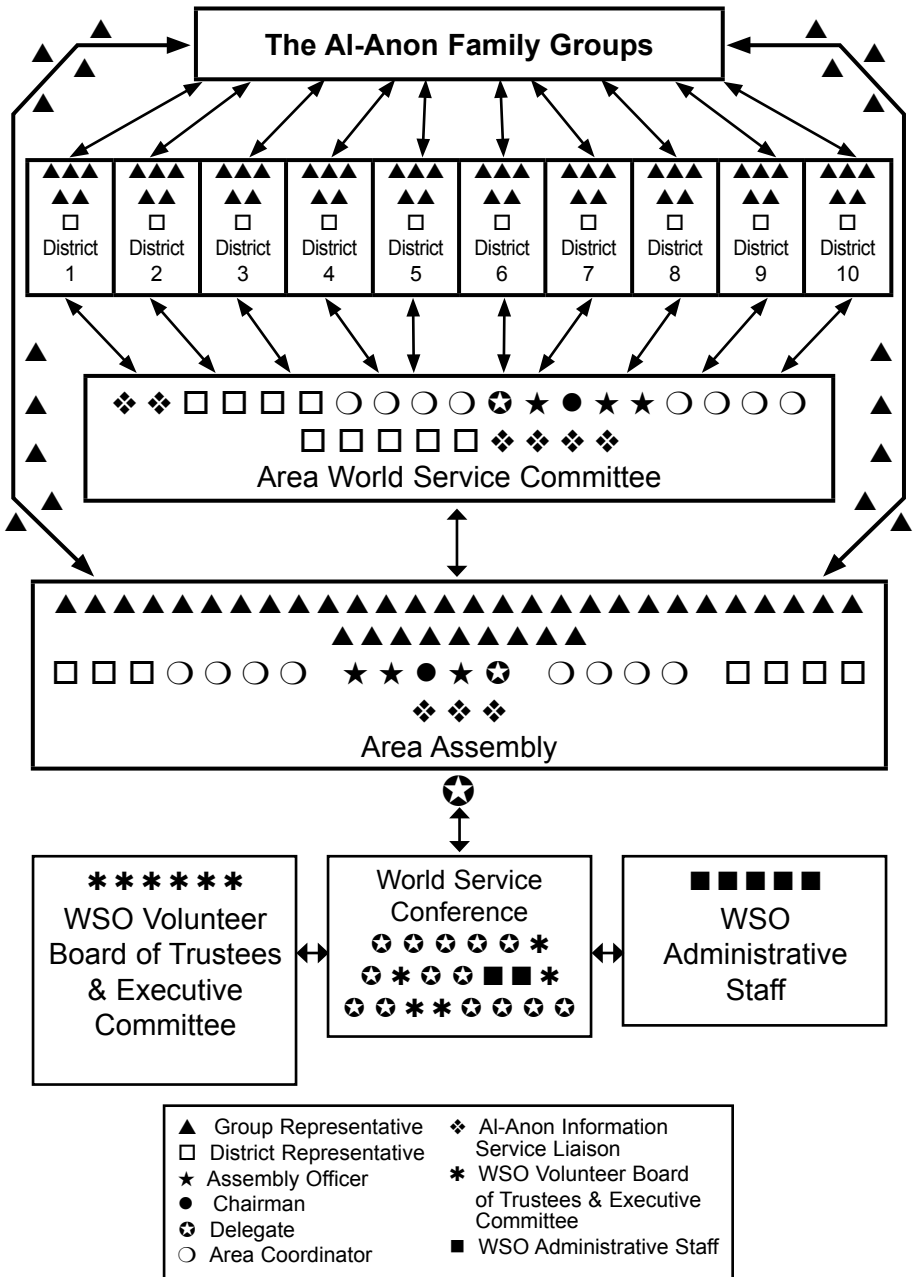 The Al-Anon Family Groups
District 1
District 2
District 3
District 4
District 5
District 6
District 7
District 8
District 9
District 10
Area World Service Committee
Area Assembly
WSO Volunteer
Board of Trustees
& Executive
Committee
World Service
Conference
WSO
Administrative
Staff
Group Representative
District Representative
Assembly Officer
Chairman
Delegate
Area Coordinator
Al-Anon Information
Service Liaison
WSO Volunteer Board
of Trustees & Executive
Committee
WSO Administrative Staff